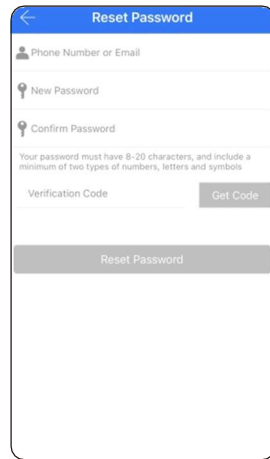 Reset Password
Phone Number or Email
New Password
Confirm Password
Your password must have 8-20 characters, and include a
minimum of two types of numbers, letters and symbols
Verification Code
Get Code
Reset Password